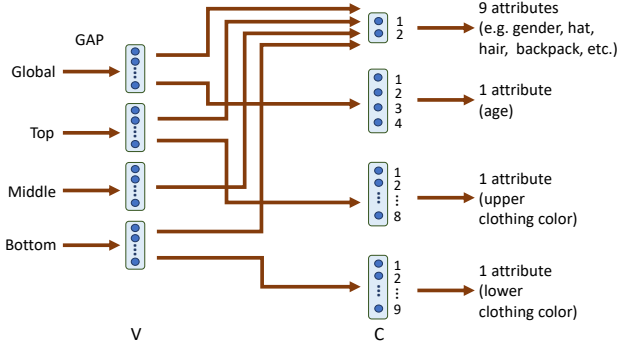 GAP
Global
Top
Middle
Bottom
V
1
2
1
2
3
4
1
2
⋮
8
1
2
⋮
9
C
9 attributes
(e.g. gender, hat,
hair, backpack, etc.)
1 attribute
(age)
1 attribute
(upper
clothing color)
1 attribute
(lower
clothing color)